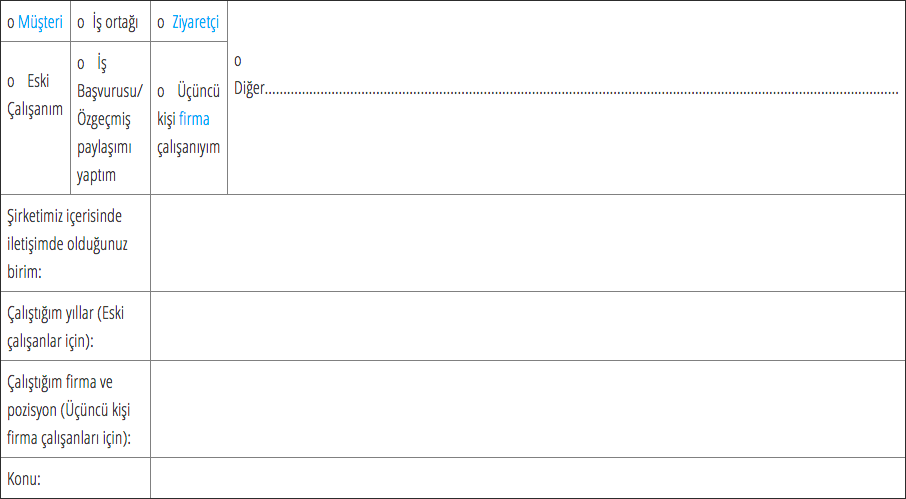 o Müşteri
o İş ortağı
o Ziyaretçi
o
Diğer................................................................................................................................................................
o Eski
Çalışanım
o İş
Başvurusu/
Özgeçmiş
paylaşımı
yaptım
o Üçüncü
kişi firma
çalışanıyım
Şirketimiz içerisinde
iletişimde olduğunuz
birim:
Çalıştığım yıllar (Eski
çalışanlar için):
Çalıştığım firma ve
pozisyon (Üçüncü kişi
firma çalışanları için):
Konu: